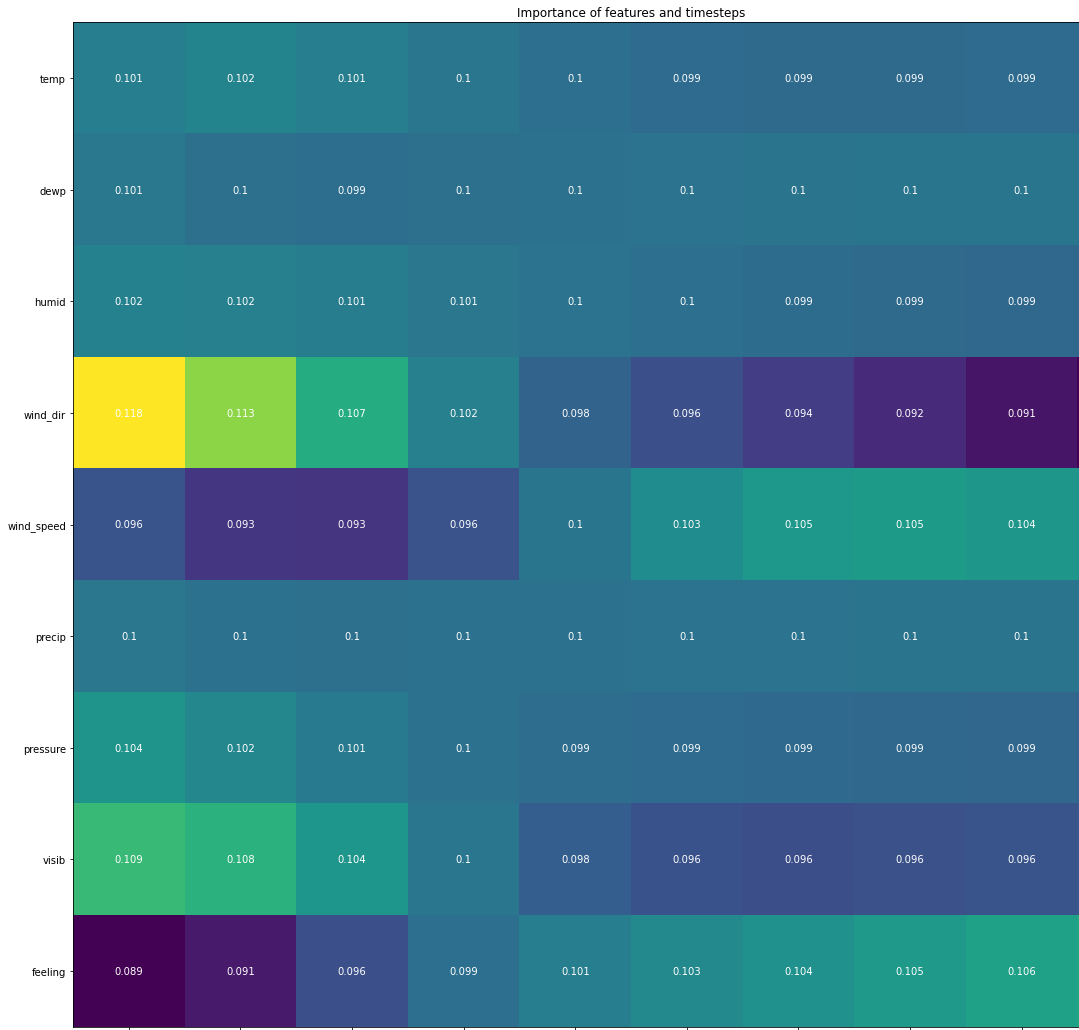 Importance of features and timesteps
temp 0.101 0.102 0.101 0.1 0.1 0.099 0.099 0.099 0.099
dewp 0.101 0.1 0.099 0.1 0.1 0.1 0.1 0.1 0.1
humid 0.102 0.102 0.101 0.101 0.1 0.1 0.099 0.099 0.099
wind_dir 0.118 0.113 0.107 0.102 0.098 0.096 0.094 0.092 0.091
wind_speed 0.096 0.093 0.093 0.096 0.1 0.103 0.105 0.105 0.104
precip 0.1 0.1 0.1 0.1 0.1 0.1 0.1 0.1 0.1
pressure 0.104 0.102 0.101 0.1 0.099 0.099 0.099 0.099 0.099
visib 0.109 0.108 0.104 0.1 0.098 0.096 0.096 0.096 0.096
feeling 0.089 0.091 0.096 0.099 0.101 0.103 0.104 0.105 0.106